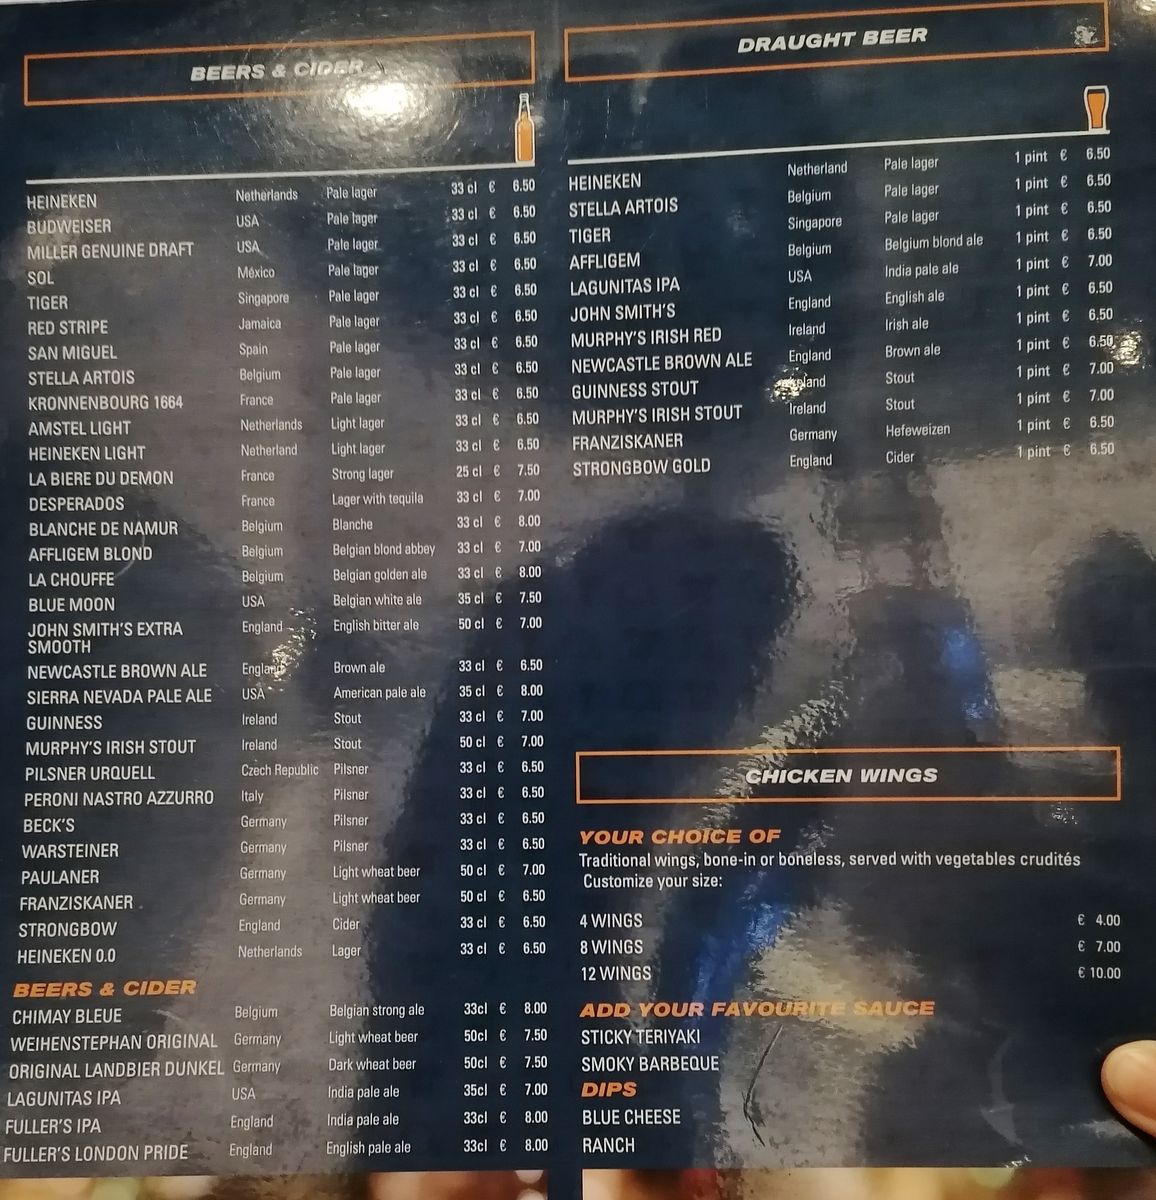 BEERS & CIDER
HEINEKEN Netherlands Pale lager 33 cl € 6.50
BUDWEISER USA Pale lager 33 cl € 6.50
MILLER GENUINE DRAFT USA Pale lager 33 cl € 6.50
SOL México Pale lager 33 cl € 6.50
TIGER Singapore Pale lager 33 cl € 6.50
RED STRIPE Jamaica Pale lager 33 cl € 6.50
SAN MIGUEL Spain Pale lager 33 cl € 6.50
STELLA ARTOIS Belgium Pale lager 33 cl € 6.50
KRONNENBOURG 1664 France Pale lager 33 cl € 6.50
AMSTEL LIGHT Netherlands Light lager 33 cl € 6.50
HEINEKEN LIGHT Netherland Light lager 33 cl € 6.50
LA BIERE DU DEMON France Strong lager 25 cl € 7.50
DESPERADOS France Lager with tequila 33 cl € 7.00
BLANCHE DE NAMUR Belgium Blanche 33 cl € 8.00
AFFLIGEM BLOND Belgium Belgian blond abbey 33 cl € 7.00
LA CHOUFFE Belgium Belgian golden ale 33 cl € 8.00
BLUE MOON USA Belgian white ale 35 cl € 7.50
JOHN SMITH'S EXTRA England English bitter ale 50 cl € 7.00
SMOOTH
NEWCASTLE BROWN ALE England Brown ale 33 cl € 6.50
SIERRA NEVADA PALE ALE USA American pale ale 35 cl € 8.00
GUINNESS Ireland Stout 33 cl € 7.00
MURPHY'S IRISH STOUT Ireland Stout 50 cl € 7.00
PILSNER URQUELL Czech Republic Pilsner 33 cl € 6.50
PERONI NASTRO AZZURRO Italy Pilsner 33 cl € 6.50
BECK'S Germany Pilsner 33 cl € 6.50
WARSTEINER Germany Pilsner 33 cl € 6.50
PAULANER Germany Light wheat beer 50 cl € 7.00
FRANZISKANER Germany Light wheat beer 50 cl € 6.50
STRONGBOW England Cider 33 cl € 6.50
HEINEKEN 0.0 Netherlands Lager 33 cl € 6.50
BEERS & CIDER
CHIMAY BLEUE Belgium Belgian strong ale 33cl € 8.00
WEIHENSTEPHAN ORIGINAL Germany Light wheat beer 50cl € 7.50
ORIGINAL LANDBIER DUNKEL Germany Dark wheat beer 50cl € 7.50
LAGUNITAS IPA USA India pale ale 35cl € 7.00
FULLER'S IPA England India pale ale 33cl € 8.00
FULLER'S LONDON PRIDE England English pale ale 33cl € 8.00
DRAUGHT BEER
HEINEKEN Netherland Pale lager 1 pint € 6.50
STELLA ARTOIS Belgium Pale lager 1 pint € 6.50
TIGER Singapore Pale lager 1 pint € 6.50
AFFLIGEM Belgium Belgium blond ale 1 pint € 6.50
LAGUNITAS IPA USA India pale ale 1 pint € 7.00
JOHN SMITH'S England English ale 1 pint € 6.50
MURPHY'S IRISH RED Ireland Irish ale 1 pint € 6.50
NEWCASTLE BROWN ALE England Brown ale 1 pint € 6.50
GUINNESS STOUT Stout 1 pint € 7.00
MURPHY'S IRISH STOUT Ireland Stout 1 pint € 7.00
FRANZISKANER Germany Hefeweizen 1 pint € 6.50
STRONGBOW GOLD England Cider 1 pint € 6.50
CHICKEN WINGS
YOUR CHOICE OF
Traditional wings, bone-in or boneless, served with vegetables crudités
Customize your size:
4 WINGS € 4.00
8 WINGS € 7.00
12 WINGS € 10.00
ADD YOUR FAVOURITE SAUCE
STICKY TERIYAKI
SMOKY BARBEQUE
DIPS
BLUE CHEESE
RANCH